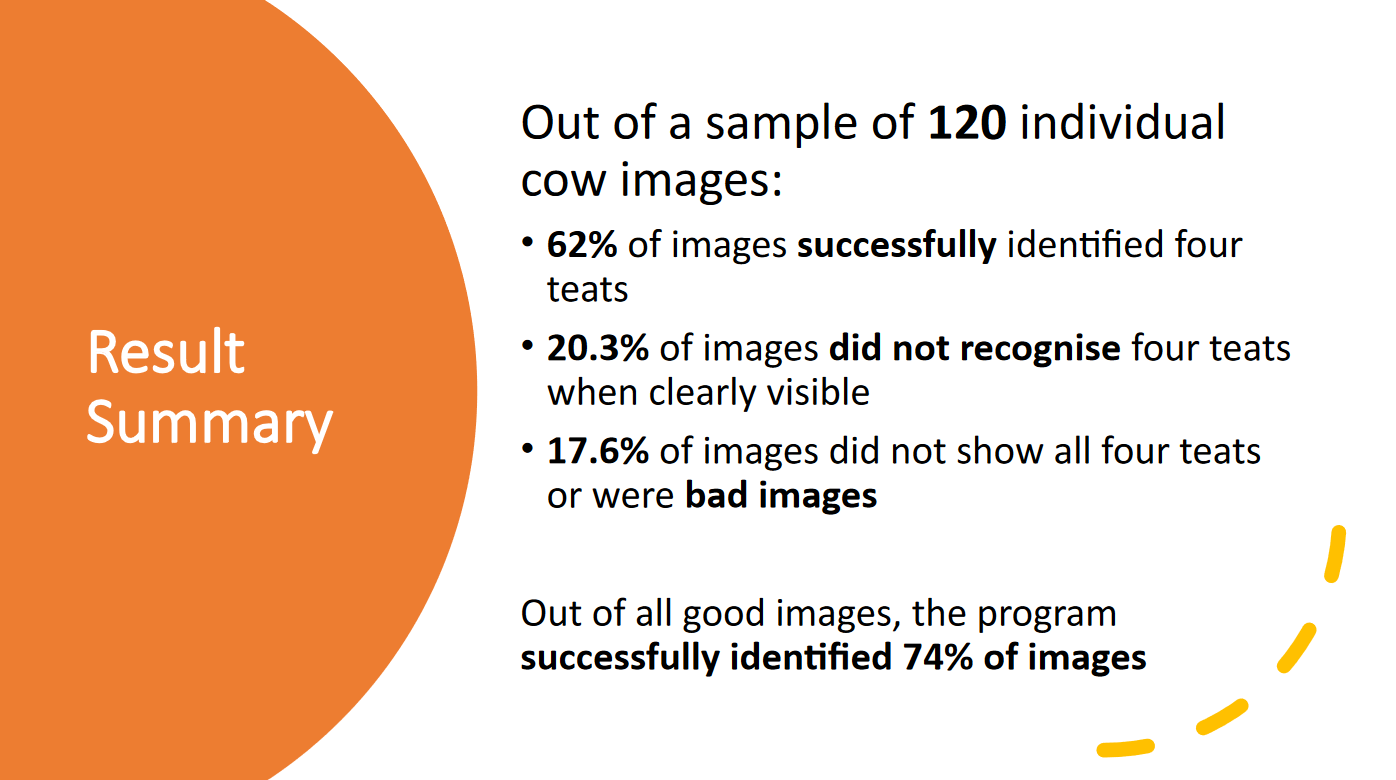 Result
Summary
Out of a sample of 120 individual
cow images:
• 62% of images successfully identified four
teats
• 20.3% of images did not recognise four teats
when clearly visible
• 17.6% of images did not show all four teats
or were bad images
Out of all good images, the program
successfully identified 74% of images